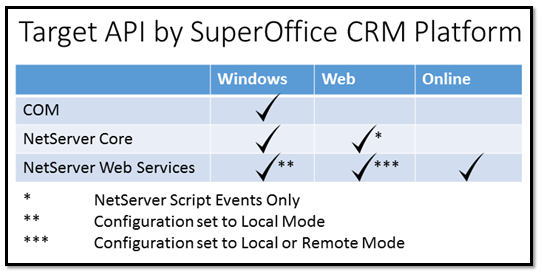 Target API by SuperOffice CRM Platform
Windows Web Online
COM ✓
NetServer Core ✓ ✓*
NetServer Web Services ✓** ✓*** ✓
* NetServer Script Events Only
** Configuration set to Local Mode
*** Configuration set to Local or Remote Mode